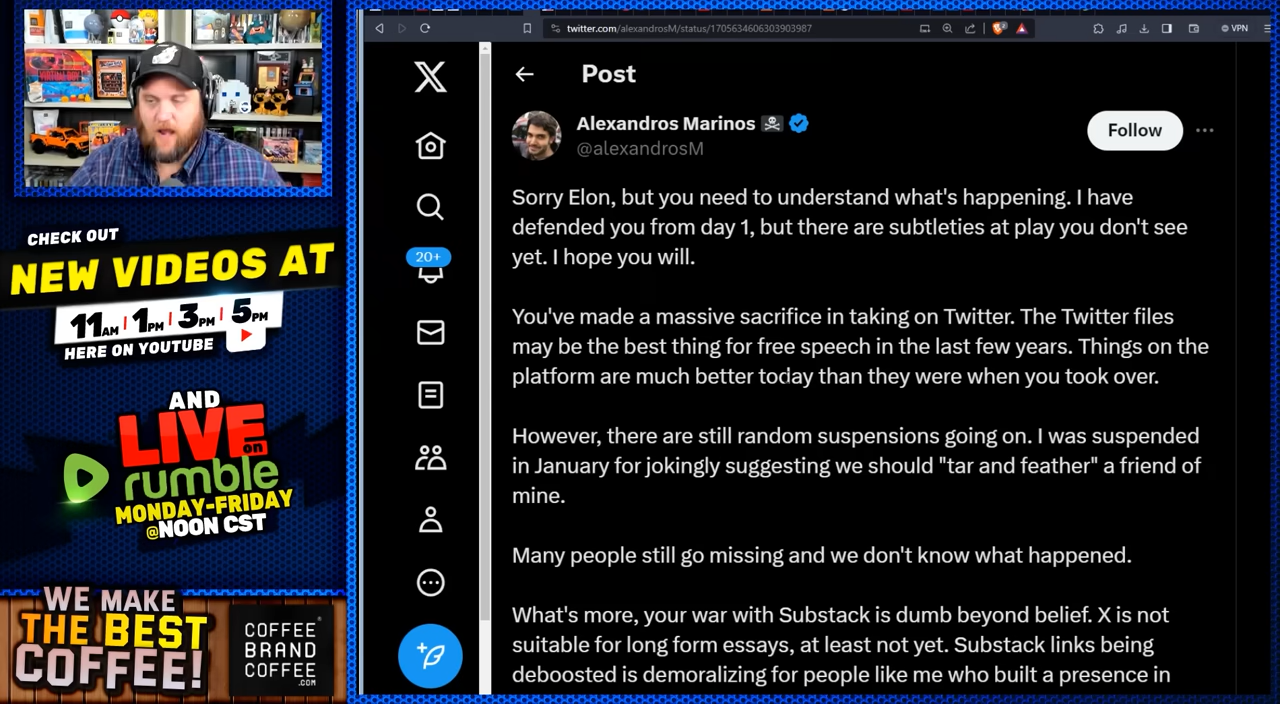 CHECK OUT
NEW VIDEOS AT
11AM | 1PM | 3PM | 5PM
HERE ON YOUTUBE
AND
LIVE on
rumble
MONDAY-FRIDAY
@NOON CST
WE MAKE
THE BEST
COFFEE!
COFFEE
BRAND
COFFEE
.COM
twitter.com/alexandrosM/status/1705634606303903987
VPN
X
20+
Post
Alexandros Marinos
@alexandrosM
Follow
Sorry Elon, but you need to understand what's happening. I have
defended you from day 1, but there are subtleties at play you don't see
yet. I hope you will.
You've made a massive sacrifice in taking on Twitter. The Twitter files
may be the best thing for free speech in the last few years. Things on the
platform are much better today than they were when you took over.
However, there are still random suspensions going on. I was suspended
in January for jokingly suggesting we should "tar and feather" a friend of
mine.
Many people still go missing and we don't know what happened.
What's more, your war with Substack is dumb beyond belief. X is not
suitable for long form essays, at least not yet. Substack links being
deboosted is demoralizing for people like me who built a presence in